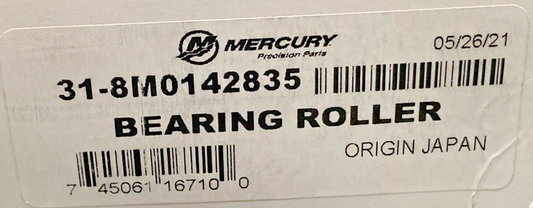 MERCURY
Precision Parts
05/26/21
31-8M0142835
BEARING ROLLER
ORIGIN JAPAN
7 45061 16710 0